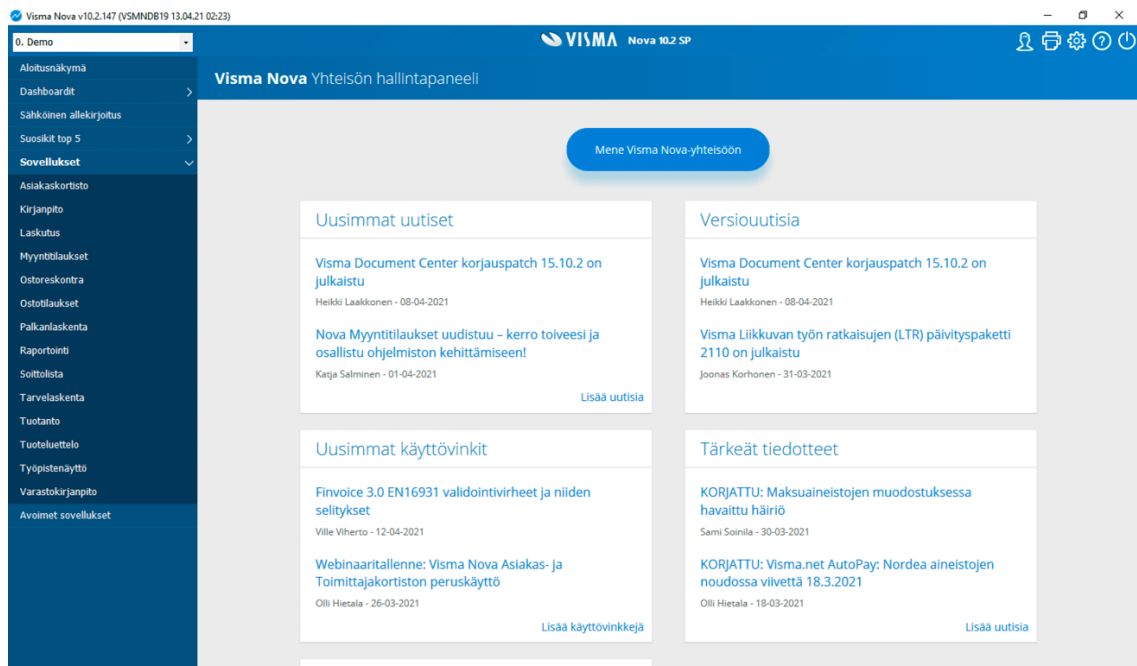 Visma Nova v10.2.147 (VSMNDB19 13.04.21 02:23)
0. Demo
VISMA Nova 10.2 SP
Visma Nova Yhteisön hallintapaneeli
Aloitusnäkymä
Dashboardit
Sähköinen allekirjoitus
Suosikit top 5
Sovellukset
Asiakaskortisto
Kirjanpito
Laskutus
Myyntitilaukset
Ostoreskontra
Ostotilaukset
Palkanlaskenta
Raportointi
Soittolista
Tarvelaskenta
Tuotanto
Tuoteluettelo
Työpistenäyttö
Varastokirjanpito
Avoimet sovellukset
Mene Visma Nova-yhteisöön
Uusimmat uutiset
Visma Document Center korjauspatch 15.10.2 on
julkaistu
Heikki Laakkonen - 08-04-2021
Nova Myyntitilaukset uudistuu – kerro toiveesi ja
osallistu ohjelmiston kehittämiseen!
Katja Salminen - 01-04-2021
Lisää uutisia
Versiouutisia
Visma Document Center korjauspatch 15.10.2 on
julkaistu
Heikki Laakkonen - 08-04-2021
Visma Liikkuvan työn ratkaisujen (LTR) päivityspaketti
2110 on julkaistu
Joonas Korhonen - 31-03-2021
Uusimmat käyttövinkit
Finvoice 3.0 EN16931 validointivirheet ja niiden
selitykset
Ville Viherto - 12-04-2021
Webinaaritallenne: Visma Nova Asiakas- ja
Toimittajakortiston peruskäyttö
Olli Hietala - 26-03-2021
Lisää käyttövinkkejä
Tärkeät tiedotteet
KORJATTU: Maksuaineistojen muodostuksessa
havaittu häiriö
Sami Soinila - 30-03-2021
KORJATTU: Visma.net AutoPay: Nordea aineistojen
noudossa viivettä 18.3.2021
Olli Hietala - 18-03-2021
Lisää uutisia